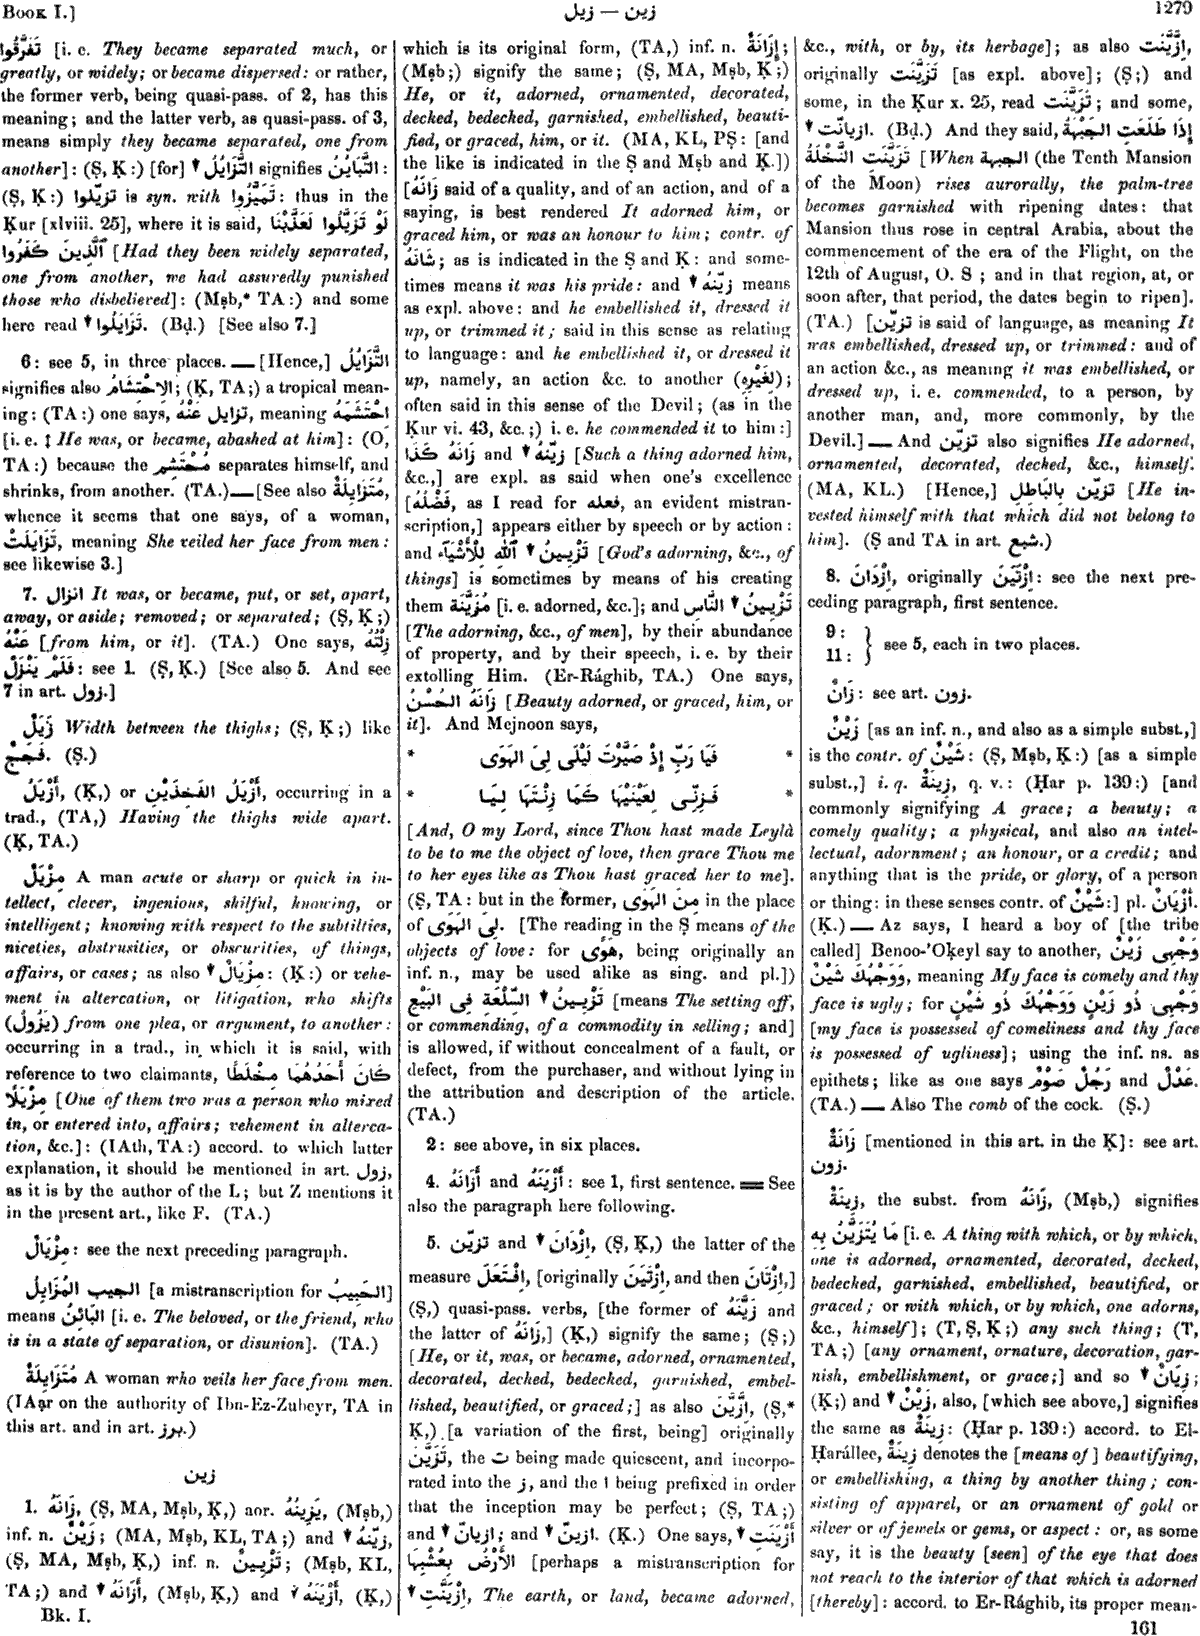 Book I.]
زين — زيل
1279
تَفَرَّقُوا [i. e. They became separated much, or
greatly, or widely; or became dispersed: or rather,
the former verb, being quasi-pass. of 2, has this
meaning; and the latter verb, as quasi-pass. of 3,
means simply they became separated, one from
another]: (Ṣ, Ḳ:) [for] ▼ التَّزَايُلُ signifies التَّبَايُنُ:
(Ṣ, Ḳ:) تزيّلوا is syn. with تَمَيَّزُوا: thus in the
Ḳur [xlviii. 25], where it is said, لَوْ تَزَيَّلُوا لَعَذَّبْنَا
ٱلَّذِينَ كَفَرُوا [Had they been widely separated,
one from another, we had assuredly punished
those who disbelieved]: (Mṣb,* TA:) and some
here read ▼ تَزَايَلُوا. (Bḍ.) [See also 7.]
6: see 5, in three places. — [Hence,] التَّزَايُلُ
signifies also الاِحْتِشَامُ; (Ḳ, TA;) a tropical mean-
ing: (TA:) one says, تزايل عَنْهُ, meaning احْتَشَمَهُ
[i. e. ‡ He was, or became, abashed at him]: (O,
TA:) because the مُحْتَشِم separates himself, and
shrinks, from another. (TA.) — [See also مُتَزَايِلَةٌ,
whence it seems that one says, of a woman,
تَزَايَلَتْ, meaning She veiled her face from men:
see likewise 3.]
7. انزال It was, or became, put, or set, apart,
away, or aside; removed; or separated; (Ṣ, Ḳ;)
عَنْهُ [from him, or it]. (TA.) One says, زِلْتُهُ
فَلَمْ يَنْزَلْ: see 1. (Ṣ, Ḳ.) [See also 5. And see
7 in art. زول.]
زَيَلٌ Width between the thighs; (Ṣ, Ḳ;) like
فَحَجٌ. (Ṣ.)
أَزْيَلُ, (Ḳ,) or أَزْيَلُ الفَخِذَيْنِ, occurring in a
trad., (TA,) Having the thighs wide apart.
(Ḳ, TA.)
مِزْيَلٌ A man acute or sharp or quick in in-
tellect, clever, ingenious, skilful, knowing, or
intelligent; knowing with respect to the subtilties,
niceties, abstrusities, or obscurities, of things,
affairs, or cases; as also ▼ مِزْيَالٌ: (Ḳ:) or vehe-
ment in altercation, or litigation, who shifts
(يَزُولُ) from one plea, or argument, to another:
occurring in a trad., in which it is said, with
reference to two claimants, كَانَ أَحَدُهُمَا مِخْلَطًا
مِزْيَلًا [One of them two was a person who mixed
in, or entered into, affairs; vehement in alterca-
tion, &c.]: (IAth, TA:) accord. to which latter
explanation, it should be mentioned in art. زول,
as it is by the author of the L; but Z mentions it
in the present art., like F. (TA.)
مِزْيَالٌ: see the next preceding paragraph.
الجيب المُزَايِلُ [a mistranscription for الحَبِيبُ]
means البَائِنُ [i. e. The beloved, or the friend, who
is in a state of separation, or disunion]. (TA.)
مُتَزَايِلَةٌ A woman who veils her face from men.
(IAạr on the authority of Ibn-Ez-Zubeyr, TA in
this art. and in art. برز.)
زين
1. زَانَهُ, (Ṣ, MA, Mṣb, Ḳ,) aor. يَزِينُهُ, (Mṣb,)
inf. n. زَيْنٌ; (MA, Mṣb, KL, TA;) and ▼ زيّنهُ,
(Ṣ, MA, Mṣb, Ḳ,) inf. n. تَزْيِينٌ; (Mṣb, KL,
TA;) and ▼ أَزَانَهُ, (Mṣb, Ḳ,) and ▼ أَزْيَنَهُ, (Ḳ,)
Bk. I.
which is its original form, (TA,) inf. n. إِزَانَةٌ;
(Mṣb;) signify the same; (Ṣ, MA, Mṣb, Ḳ;)
He, or it, adorned, ornamented, decorated,
decked, bedecked, garnished, embellished, beauti-
fied, or graced, him, or it. (MA, KL, PṢ: [and
the like is indicated in the Ṣ and Mṣb and Ḳ.])
[زَانَهُ said of a quality, and of an action, and of a
saying, is best rendered It adorned him, or
graced him, or was an honour to him; contr. of
شَانَهُ; as is indicated in the Ṣ and Ḳ: and some-
times means it was his pride: and ▼ زيّنهُ means
as expl. above: and he embellished it, dressed it
up, or trimmed it; said in this sense as relating
to language: and he embellished it, or dressed it
up, namely, an action &c. to another (لِغَيْرِهِ);
often said in this sense of the Devil; (as in the
Ḳur vi. 43, &c.;) i. e. he commended it to him:]
زَانَهُ كَذَا and ▼ زيّنهُ [Such a thing adorned him,
&c.,] are expl. as said when one's excellence
[فَضْلُهُ, as I read for فعله, an evident mistran-
scription,] appears either by speech or by action:
and ▼ تَزْيِينُ ٱللّٰهِ لِلْأَشْيَآءِ [God's adorning, &c., of
things] is sometimes by means of his creating
them مُزَيَّنَةً [i. e. adorned, &c.]; and ▼ تَزْيِينُ النَّاسِ
[The adorning, &c., of men], by their abundance
of property, and by their speech, i. e. by their
extolling Him. (Er-Rághib, TA.) One says,
زَانَهُ الحُسْنُ [Beauty adorned, or graced, him, or
it]. And Mejnoon says,
* فَيَا رَبِّ إِذْ صَيَّرْتَ لَيْلَى لِىَ الهَوَى *
* فَزِنِّى لِعَيْنَيْهَا كَمَا زِنْتَهَا لِيَا *
[And, O my Lord, since Thou hast made Leylà
to be to me the object of love, then grace Thou me
to her eyes like as Thou hast graced her to me].
(Ṣ, TA: but in the former, مِنَ الهَوَى in the place
of لِىَ الهَوَى. [The reading in the Ṣ means of the
objects of love: for هَوًى, being originally an
inf. n., may be used alike as sing. and pl.])
▼ تَزْيِينُ السِّلْعَةِ فِى البَيْعِ [means The setting off,
or commending, of a commodity in selling; and]
is allowed, if without concealment of a fault, or
defect, from the purchaser, and without lying in
the attribution and description of the article.
(TA.)
2: see above, in six places.
4. أَزَانَهُ and أَزْيَنَهُ: see 1, first sentence. ═ See
also the paragraph here following.
5. تزيّن and ▼ اِزْدَانَ, (Ṣ, Ḳ,) the latter of the
measure اِفْتَعَلَ, [originally اِزْتَيَنَ, and then اِزْتَانَ,]
(Ṣ,) quasi-pass. verbs, [the former of زَيَّنَهُ and
the latter of زَانَهُ,] (Ḳ,) signify the same; (Ṣ;)
[He, or it, was, or became, adorned, ornamented,
decorated, decked, bedecked, garnished, embel-
lished, beautified, or graced;] as also اِزَّيَّنَ, (Ṣ,*
Ḳ,) [a variation of the first, being] originally
تَزَيَّنَ, the ت being made quiescent, and incorpo-
rated into the ز, and the ا being prefixed in order
that the inception may be perfect; (Ṣ, TA;)
and ▼ ازيانّ; and ▼ ازينّ. (Ḳ.) One says, ▼ أَزْيَنَتِ
الأَرْضُ بِعُشْبِهَا [perhaps a mistranscription for
▼ اِزْيَنَّتِ, The earth, or land, became adorned,
&c., with, or by, its herbage]; as also اِزَّيَّنَت,
originally تَزَيَّنَت [as expl. above]; (Ṣ;) and
some, in the Ḳur x. 25, read تَزَيَّنَت; and some,
▼ ازيانّت. (Bḍ.) And they said, إِذَا طَلَعَتِ الجَبْهَةُ
تَزَيَّنَتِ النَّخْلَةُ [When الجبهة (the Tenth Mansion
of the Moon) rises aurorally, the palm-tree
becomes garnished with ripening dates: that
Mansion thus rose in central Arabia, about the
commencement of the era of the Flight, on the
12th of August, O. S; and in that region, at, or
soon after, that period, the dates begin to ripen].
(TA.) [تزيّن is said of language, as meaning It
was embellished, dressed up, or trimmed: and of
an action &c., as meaning it was embellished, or
dressed up, i. e. commended, to a person, by
another man, and, more commonly, by the
Devil.] — And تزيّن also signifies He adorned,
ornamented, decorated, decked, &c., himself.
(MA, KL.) [Hence,] تزيّن بِالبَاطِلِ [He in-
vested himself with that which did not belong to
him]. (Ṣ and TA in art. شبع.)
8. اِزْدَانَ, originally اِزْتَيَنَ: see the next pre-
ceding paragraph, first sentence.
9:
11: } see 5, each in two places.
زَانٌ: see art. زون.
زَيْنٌ [as an inf. n., and also as a simple subst.,]
is the contr. of شَيْنٌ: (Ṣ, Mṣb, Ḳ:) [as a simple
subst.,] i. q. زِينَةٌ, q. v.: (Ḥar p. 139:) [and
commonly signifying A grace; a beauty; a
comely quality; a physical, and also an intel-
lectual, adornment; an honour, or a credit; and
anything that is the pride, or glory, of a person
or thing: in these senses contr. of شَيْنٌ:] pl. أَزْيَانٌ.
(Ḳ.) — Az says, I heard a boy of [the tribe
called] Benoo-'Oḳeyl say to another, وَجْهِى زَيْنٌ
وَوَجْهُكَ شَيْنٌ, meaning My face is comely and thy
face is ugly; for وَجْهِى ذُو زَيْنٍ وَوَجْهُكَ ذُو شَيْنٍ
[my face is possessed of comeliness and thy face
is possessed of ugliness]; using the inf. ns. as
epithets; like as one says رَجُلٌ صَوْمٌ and عَدْلٌ.
(TA.) — Also The comb of the cock. (Ṣ.)
زَانَةٌ [mentioned in this art. in the Ḳ]: see art.
زون.
زِينَةٌ, the subst. from زَانَهُ, (Mṣb,) signifies
مَا يُتَزَيَّنُ بِهِ [i. e. A thing with which, or by which,
one is adorned, ornamented, decorated, decked,
bedecked, garnished, embellished, beautified, or
graced; or with which, or by which, one adorns,
&c., himself]; (T, Ṣ, Ḳ;) any such thing; (T,
TA;) [any ornament, ornature, decoration, gar-
nish, embellishment, or grace;] and so ▼ زِيَانٌ;
(Ḳ;) and ▼ زَيْنٌ, also, [which see above,] signifies
the same as زِينَةٌ: (Ḥar p. 139:) accord. to El-
Ḥarállee, زِينَةٌ denotes the [means of] beautifying,
or embellishing, a thing by another thing; con-
sisting of apparel, or an ornament of gold or
silver or of jewels or gems, or aspect: or, as some
say, it is the beauty [seen] of the eye that does
not reach to the interior of that which is adorned
[thereby]: accord. to Er-Rághib, its proper mean-
161